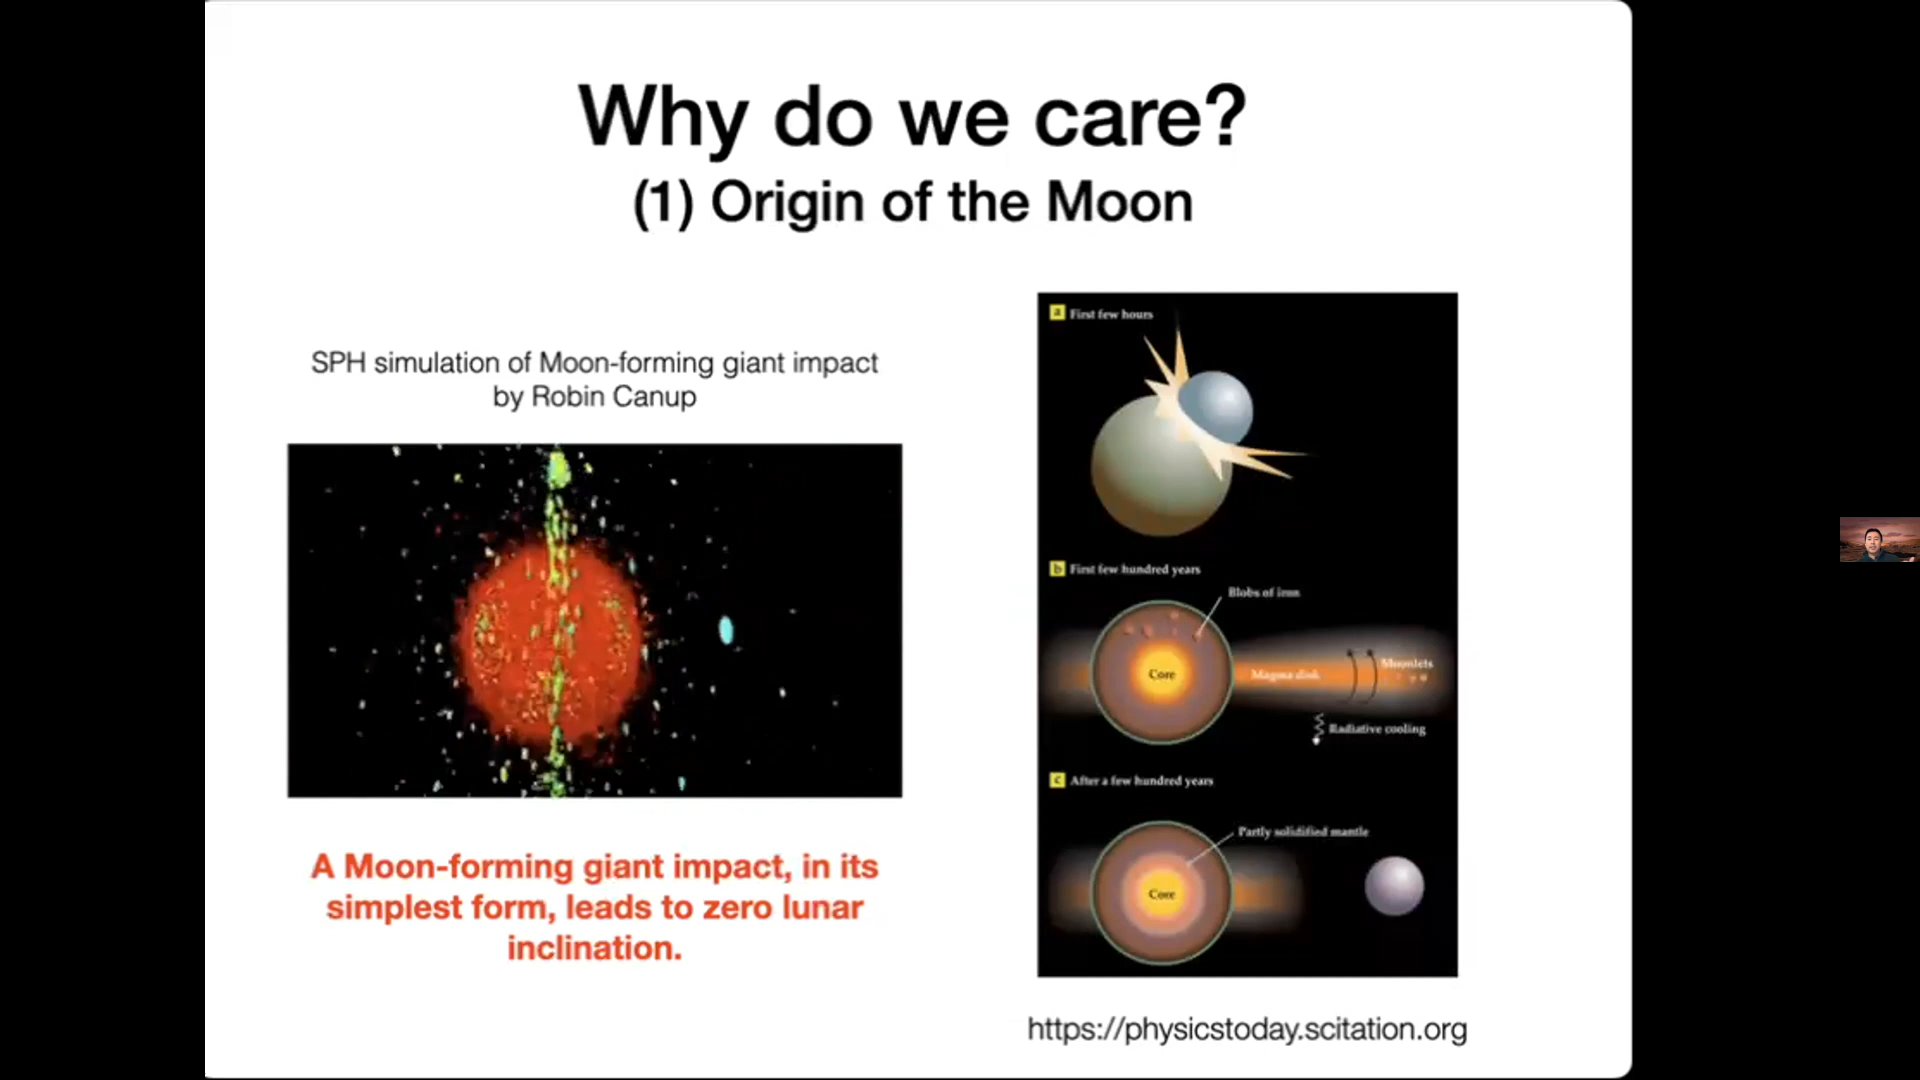 Why do we care?
(1) Origin of the Moon
SPH simulation of Moon-forming giant impact
by Robin Canup
A Moon-forming giant impact, in its
simplest form, leads to zero lunar
inclination.
a First few hours
b First few hundred years
Blobs of iron
Core
Magma disk
Moonlets
Radiative cooling
c After a few hundred years
Partly solidified mantle
Core
https://physicstoday.scitation.org